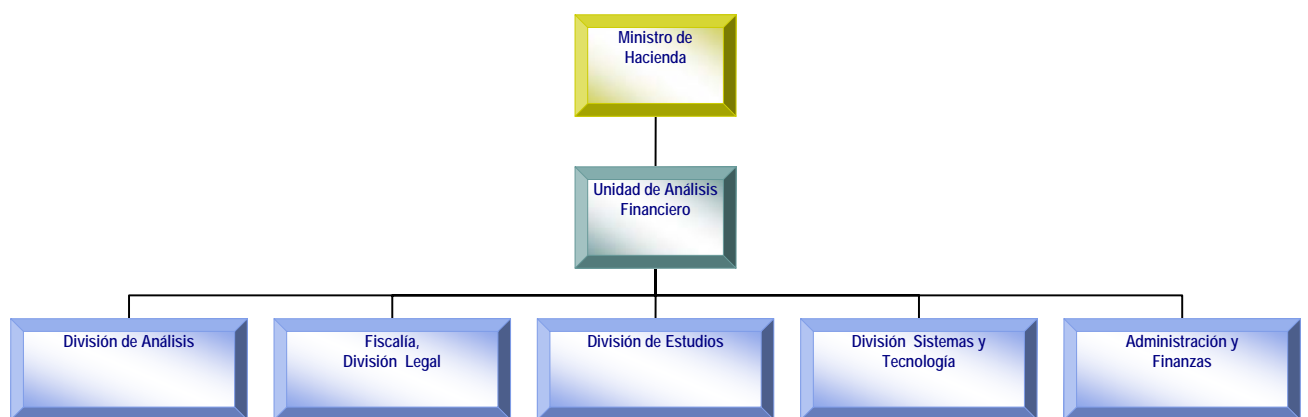 Ministro de
Hacienda
Unidad de Análisis
Financiero
División de Análisis
Fiscalía,
División Legal
División de Estudios
División Sistemas y
Tecnología
Administración y
Finanzas